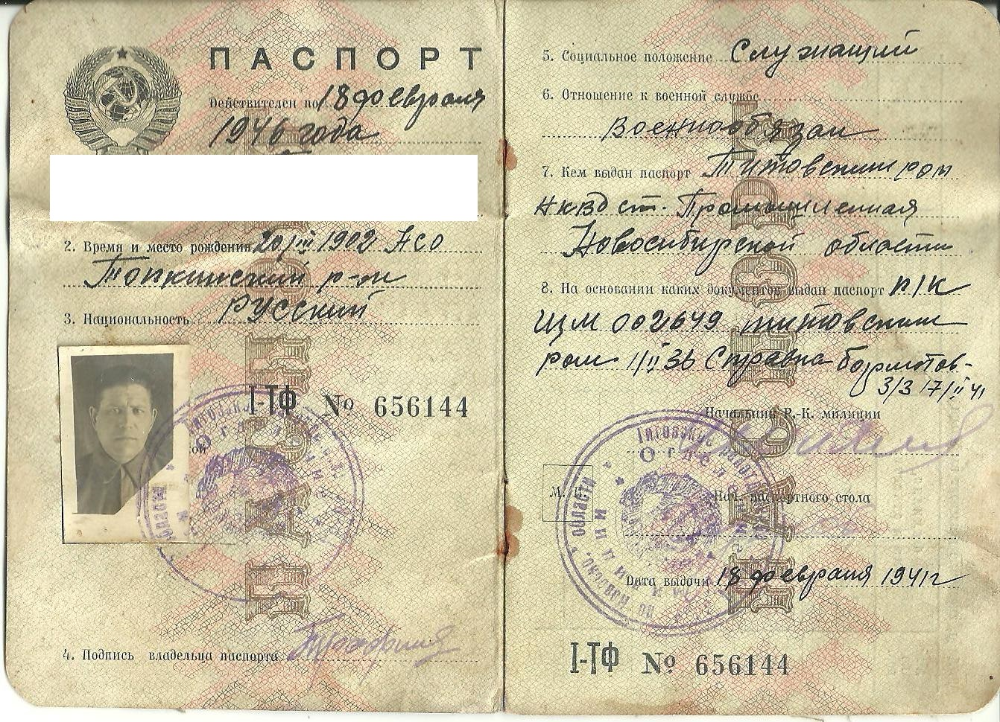 ПАСПОРТ
Действителен по 18 февраля
1946 года
2. Время и место рождения 20/III 1902 НСО
Топкинский р-он
3. Национальность русский
I-ТФ № 656144
4. Подпись владельца паспорта
5. Социальное положение Служащий
6. Отношение к военной службе
военнообязан
7. Кем выдан паспорт Титовским ром
НКВД ст. Промышленная
Новосибирской области
8. На основании каких документов выдан паспорт п/к
ИЦМ 002649 титовским
ром 1/II 36 Справка
3/3 17/II 41
Начальник Р.-К. милиции
М. П.
Нач. паспортного стола
Дата выдачи 18 февраля 1941 г
I-ТФ № 656144